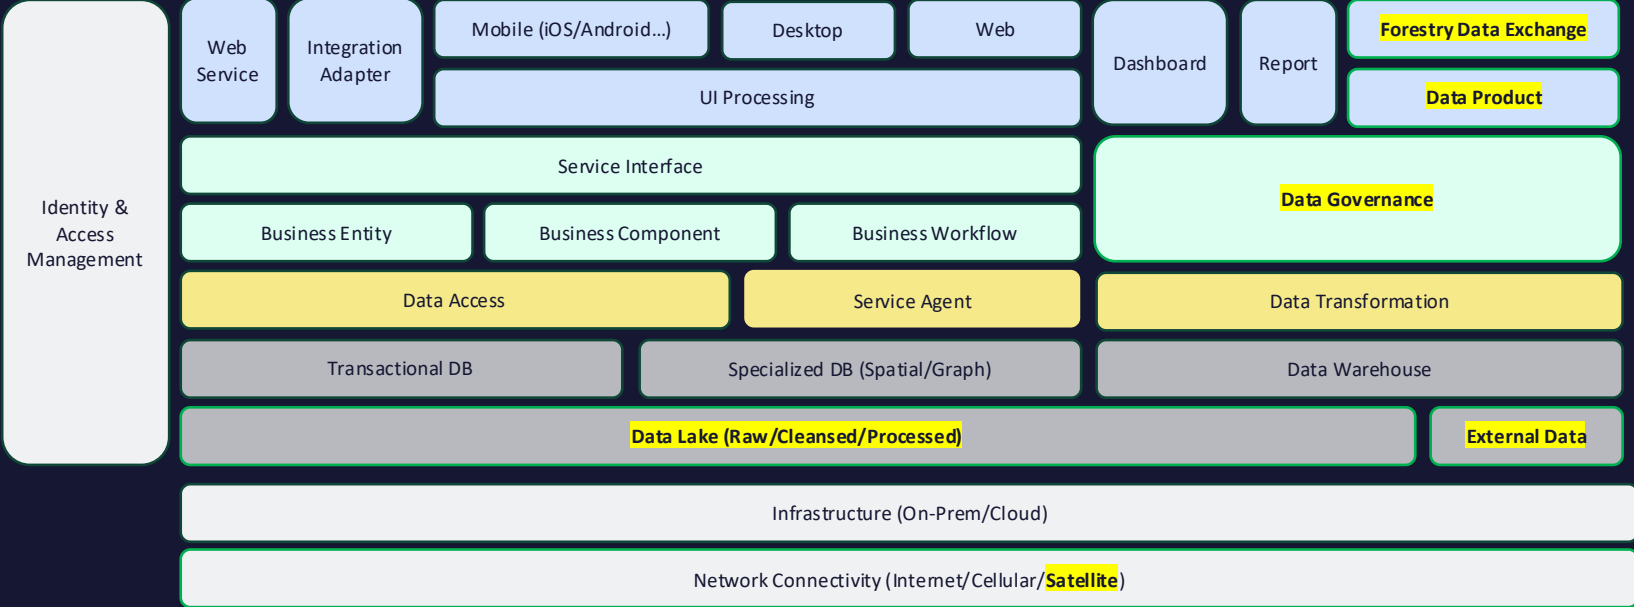 Identity &
Access
Management
Web
Service
Integration
Adapter
Mobile (iOS/Android...)
Desktop
Web
UI Processing
Dashboard
Report
Forestry Data Exchange
Data Product
Service Interface
Data Governance
Business Entity
Business Component
Business Workflow
Data Access
Service Agent
Data Transformation
Transactional DB
Specialized DB (Spatial/Graph)
Data Warehouse
Data Lake (Raw/Cleansed/Processed)
External Data
Infrastructure (On-Prem/Cloud)
Network Connectivity (Internet/Cellular/Satellite)